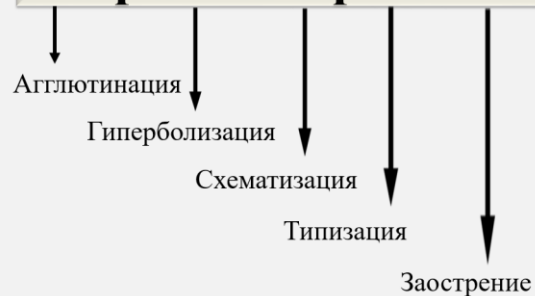 Агглютинация
Гиперболизация
Схематизация
Типизация
Заострение